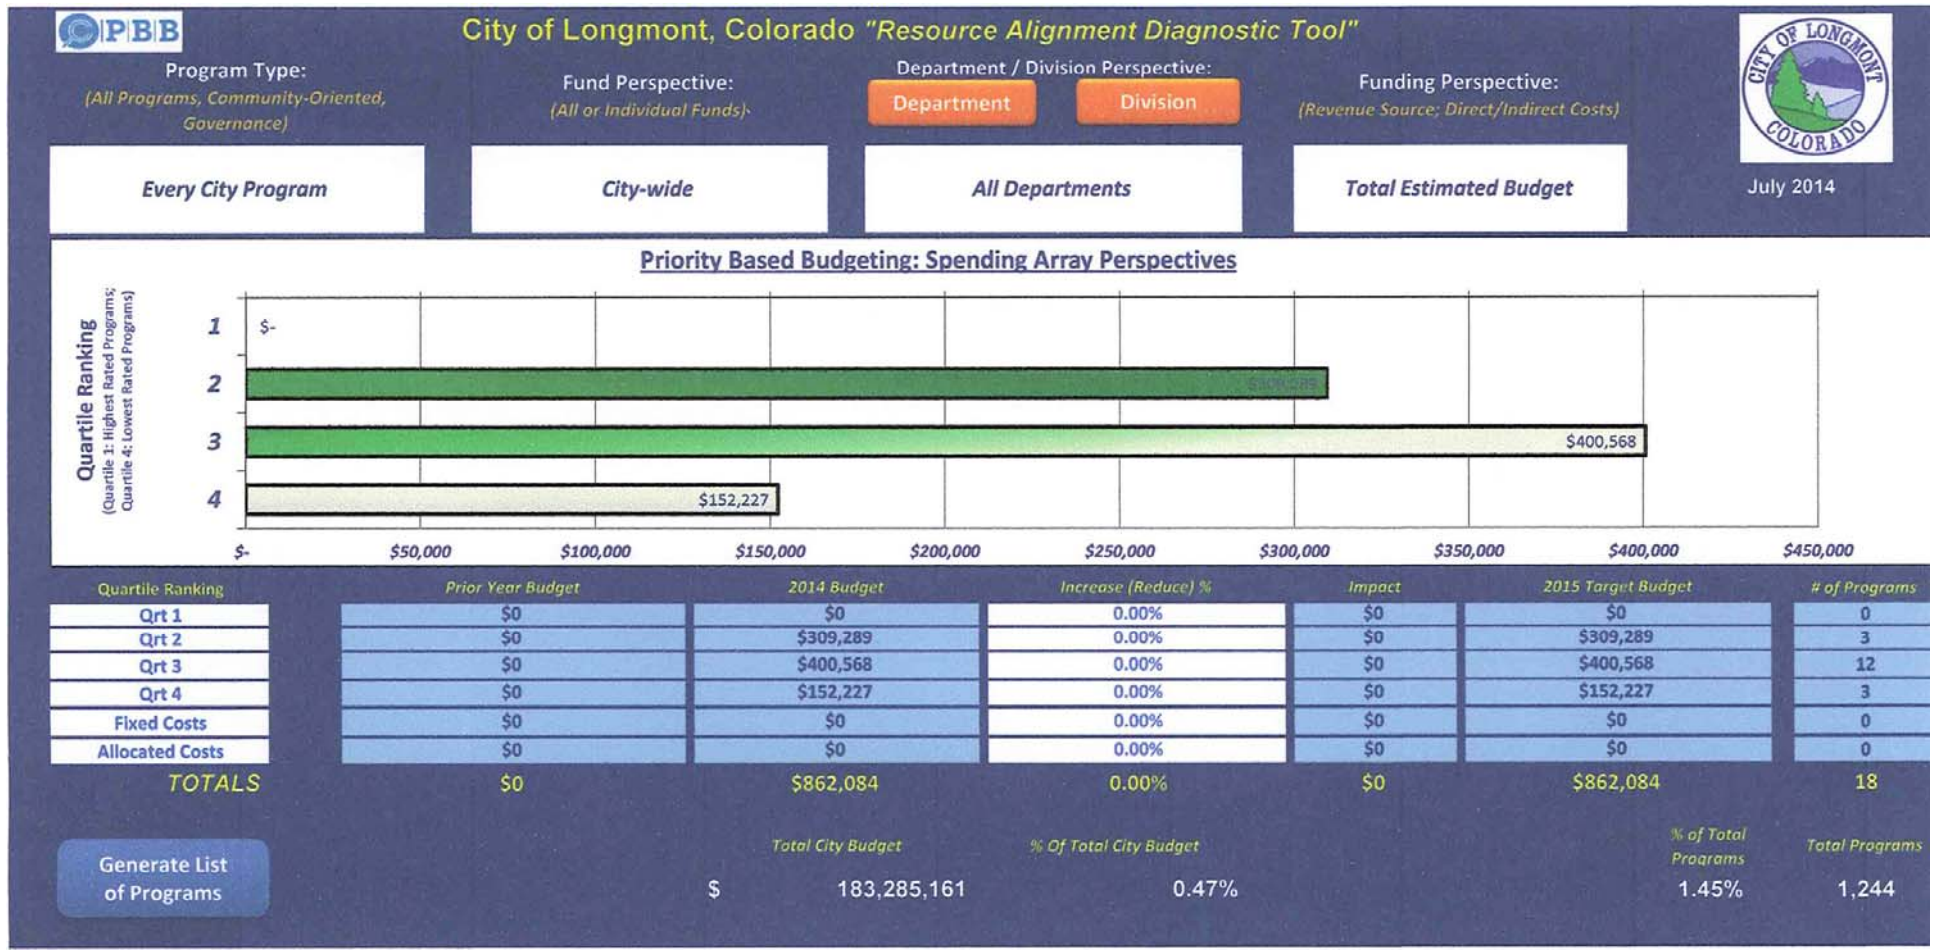 PBB
City of Longmont, Colorado "Resource Alignment Diagnostic Tool"
Program Type:
(All Programs, Community-Oriented,
Governance)
Fund Perspective:
(All or Individual Funds)-
Department / Division Perspective:
Department Division
Funding Perspective:
(Revenue Source; Direct/Indirect Costs)
CITY OF LONGMONT
COLORADO
July 2014
Every City Program City-wide All Departments Total Estimated Budget
Priority Based Budgeting: Spending Array Perspectives
Quartile Ranking
(Quartile 1: Highest Rated Programs;
Quartile 4: Lowest Rated Programs)
1 $-
2 $309,289
3 $400,568
4 $152,227
$- $50,000 $100,000 $150,000 $200,000 $250,000 $300,000 $350,000 $400,000 $450,000
Quartile Ranking Prior Year Budget 2014 Budget Increase (Reduce) % Impact 2015 Target Budget # of Programs
Qrt 1 $0 $0 0.00% $0 $0 0
Qrt 2 $0 $309,289 0.00% $0 $309,289 3
Qrt 3 $0 $400,568 0.00% $0 $400,568 12
Qrt 4 $0 $152,227 0.00% $0 $152,227 3
Fixed Costs $0 $0 0.00% $0 $0 0
Allocated Costs $0 $0 0.00% $0 $0 0
TOTALS $0 $862,084 0.00% $0 $862,084 18
Generate List
of Programs
Total City Budget % Of Total City Budget
% of Total
Programs
Total Programs
$ 183,285,161 0.47% 1.45% 1,244